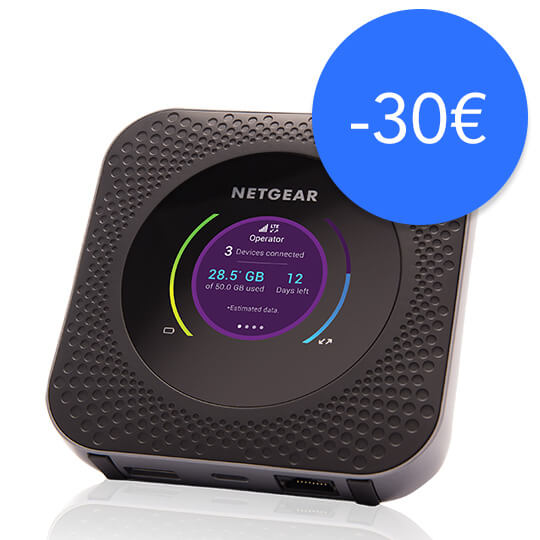 -30€
NETGEAR
LTE
Operator
3 Devices connected
28.5* GB 12
of 50.0 GB used Days left
*Estimated data.